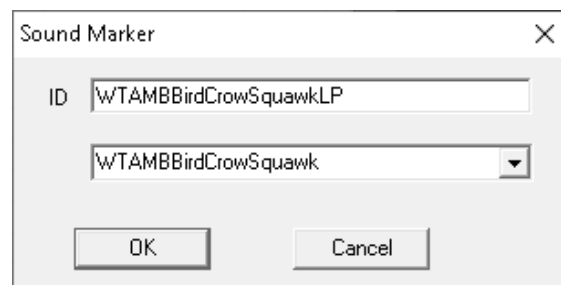 Sound Marker
ID WTAMBBirdCrowSquawkLP
WTAMBBirdCrowSquawk
OK Cancel